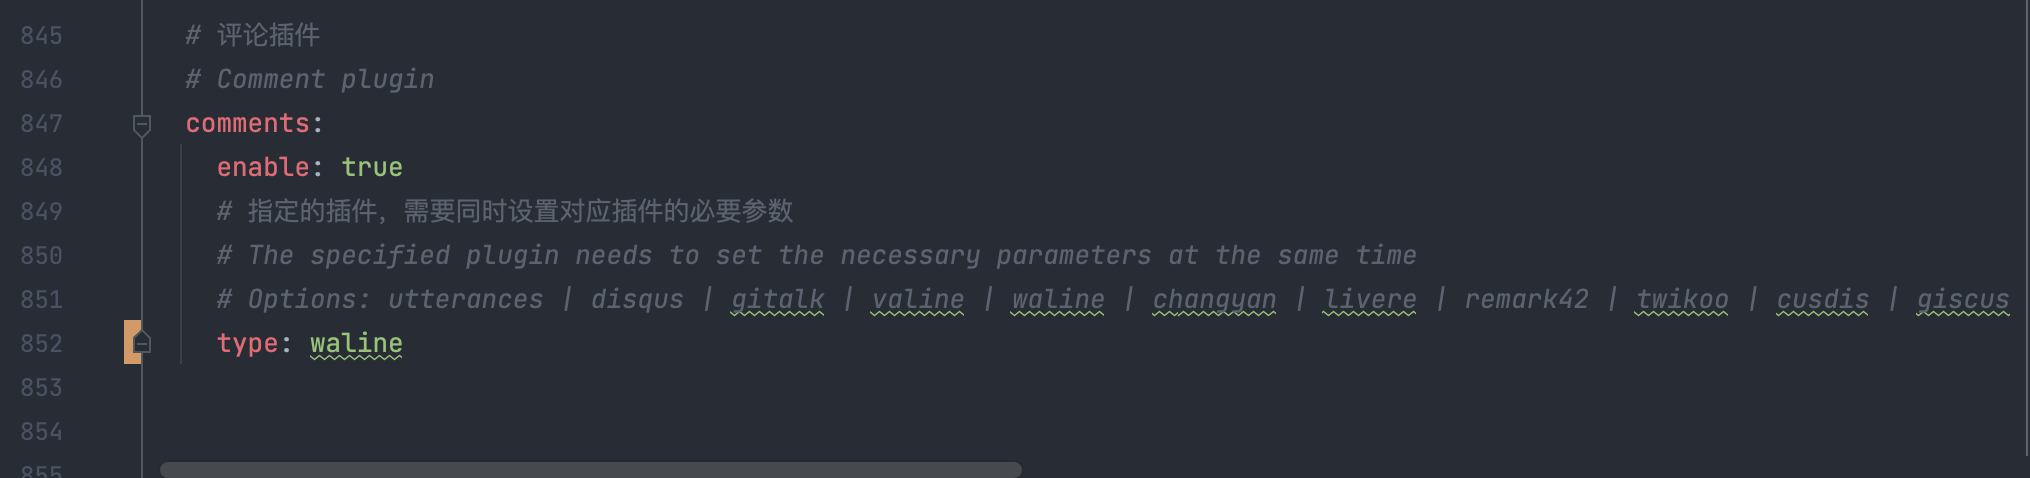 845 # 评论插件
846 # Comment plugin
847 comments:
848 enable: true
849 # 指定的插件，需要同时设置对应插件的必要参数
850 # The specified plugin needs to set the necessary parameters at the same time
851 # Options: utterances | disqus | gitalk | valine | waline | changyan | livere | remark42 | twikoo | cusdis | giscus
852 type: waline
853
854
855